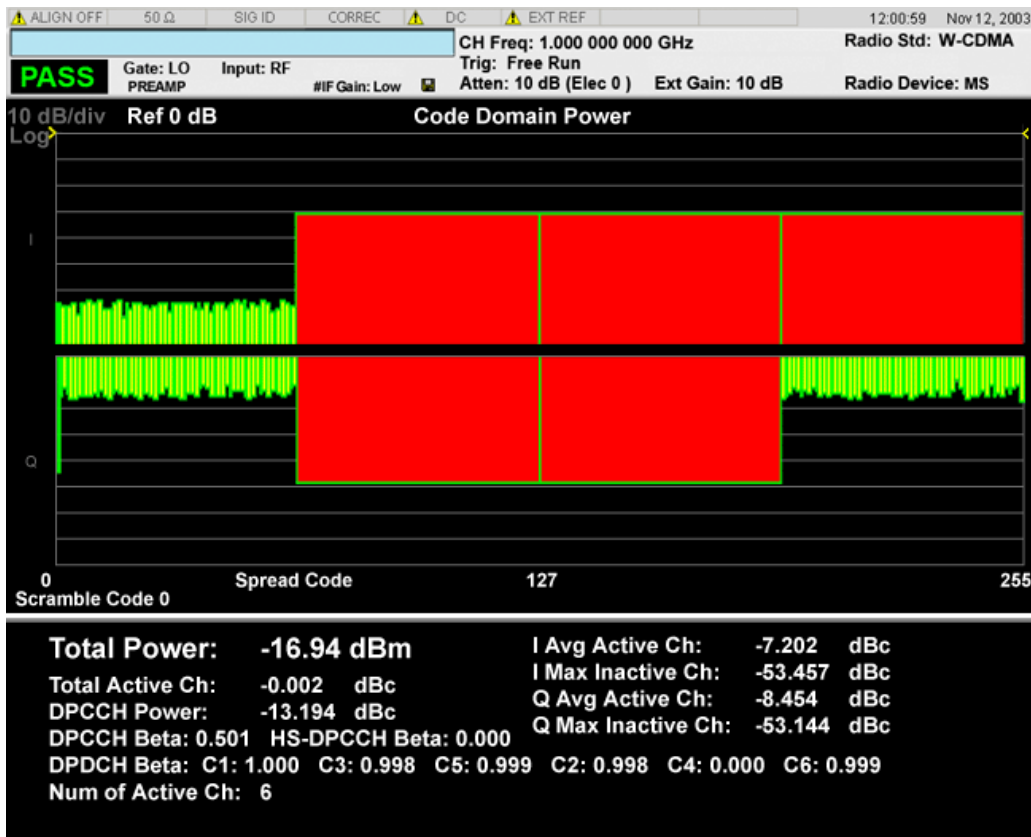 ALIGN OFF 50 Ω SIG ID CORREC DC EXT REF 12:00:59 Nov 12, 2003
CH Freq: 1.000 000 000 GHz Radio Std: W-CDMA
PASS Gate: LO Input: RF Trig: Free Run
PREAMP #IF Gain: Low Atten: 10 dB (Elec 0 ) Ext Gain: 10 dB Radio Device: MS
10 dB/div Ref 0 dB Code Domain Power
Log
I
Q
0 Spread Code 127 255
Scramble Code 0
Total Power: -16.94 dBm
Total Active Ch: -0.002 dBc
DPCCH Power: -13.194 dBc
DPCCH Beta: 0.501 HS-DPCCH Beta: 0.000
I Avg Active Ch: -7.202 dBc
I Max Inactive Ch: -53.457 dBc
Q Avg Active Ch: -8.454 dBc
Q Max Inactive Ch: -53.144 dBc
DPDCH Beta: C1: 1.000 C3: 0.998 C5: 0.999 C2: 0.998 C4: 0.000 C6: 0.999
Num of Active Ch: 6